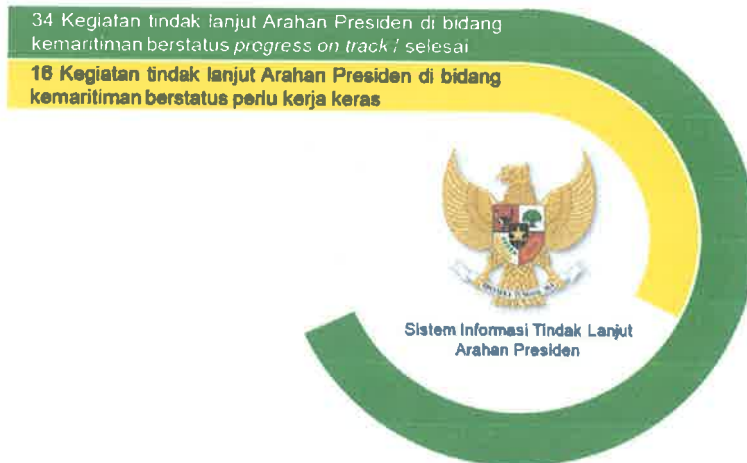 34 Kegiatan tindak lanjut Arahan Presiden di bidang
kemaritiman berstatus progress on track / selesai
16 Kegiatan tindak lanjut Arahan Presiden di bidang
kemaritiman berstatus perlu kerja keras
Sistem Informasi Tindak Lanjut
Arahan Presiden